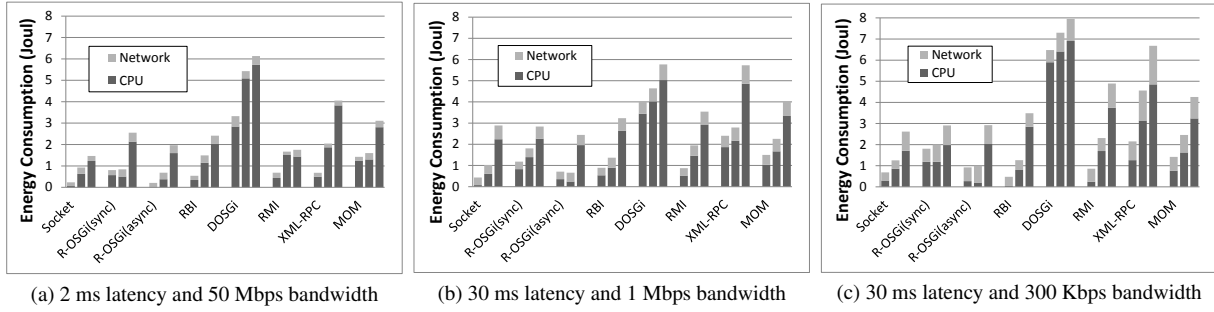 Energy Consumption (Joul)
8
7
6
5
4
3
2
1
0
Network
CPU
Socket
R-OSGi(sync)
R-OSGi(async)
RBI
DOSGi
RMI
XML-RPC
MOM
(a) 2 ms latency and 50 Mbps bandwidth
Energy Consumption (Joul)
8
7
6
5
4
3
2
1
0
Network
CPU
Socket
R-OSGi(sync)
R-OSGi(async)
RBI
DOSGi
RMI
XML-RPC
MOM
(b) 30 ms latency and 1 Mbps bandwidth
Energy Consumption (Joul)
8
7
6
5
4
3
2
1
0
Network
CPU
Socket
R-OSGi(sync)
R-OSGi(async)
RBI
DOSGi
RMI
XML-RPC
MOM
(c) 30 ms latency and 300 Kbps bandwidth